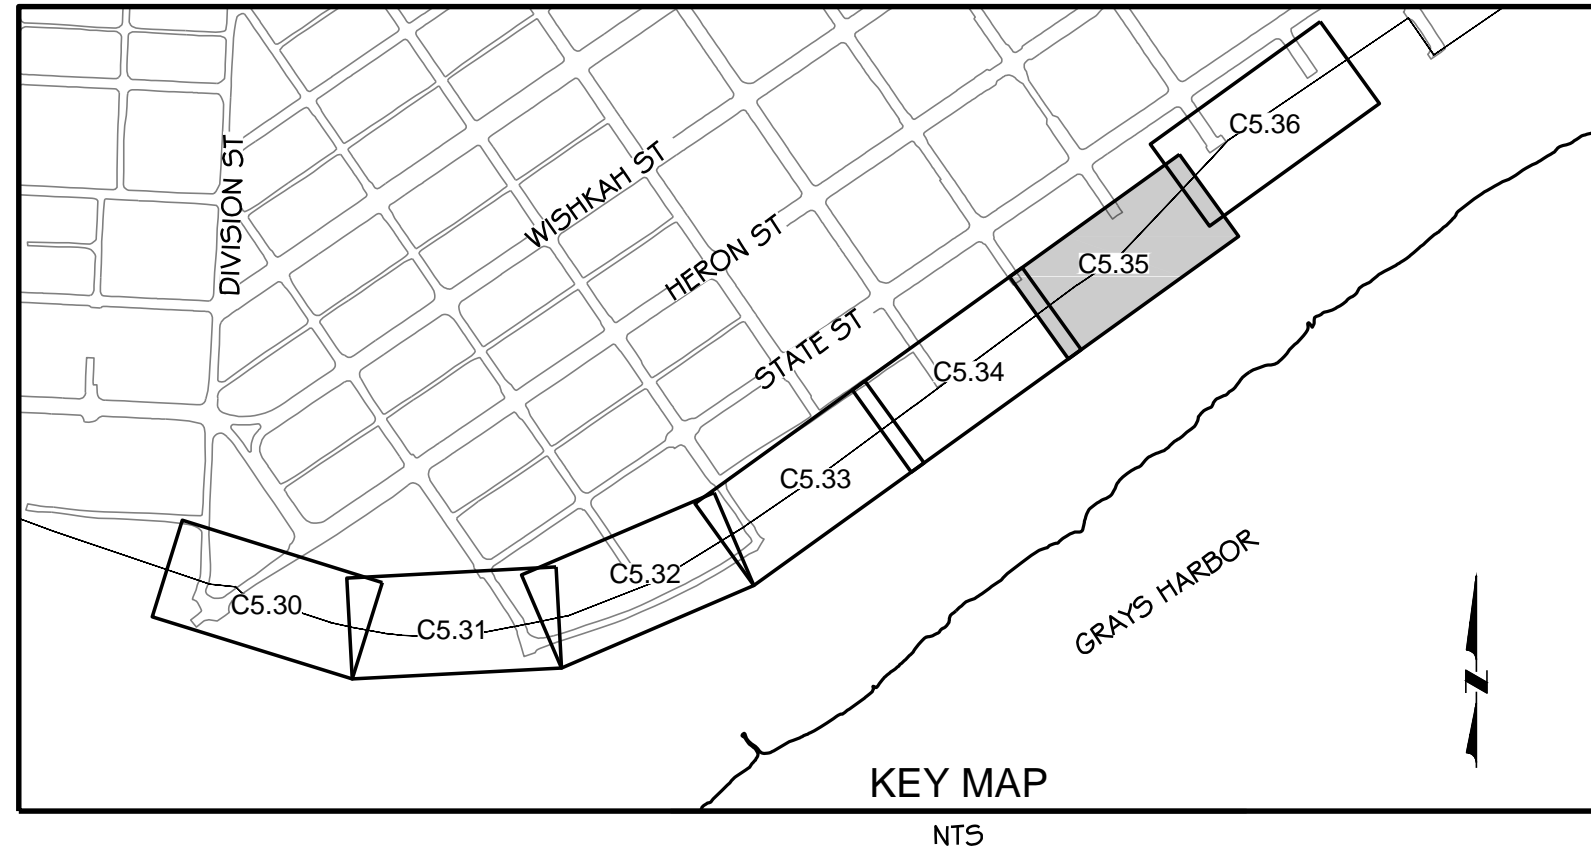 C5.36
WISHKAH ST
DIVISION ST
HERON ST
C5.35
STATE ST
C5.34
C5.33
C5.32
C5.30
C5.31
GRAYS HARBOR
N
KEY MAP
NTS